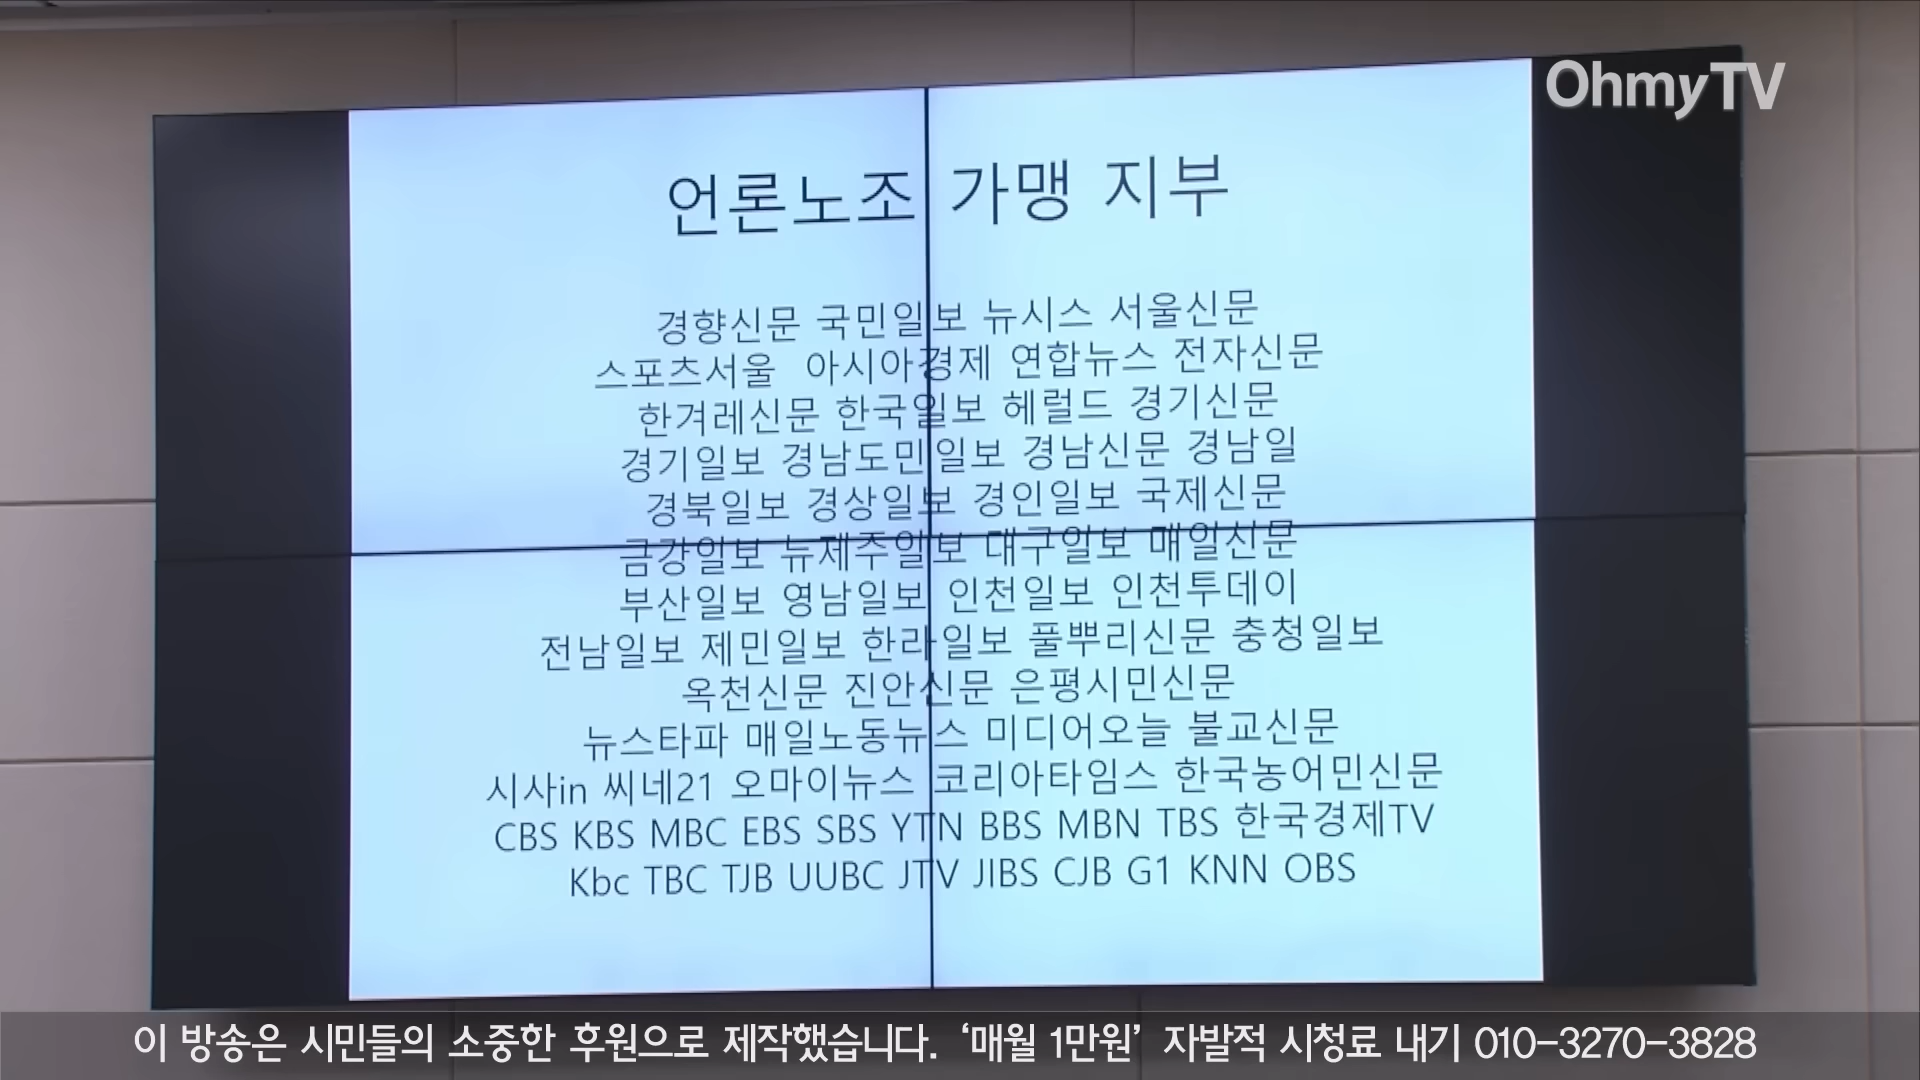 OhmyTV
언론노조 가맹 지부
경향신문 국민일보 뉴시스 서울신문
스포츠서울 아시아경제 연합뉴스 전자신문
한겨레신문 한국일보 헤럴드 경기신문
경기일보 경남도민일보 경남신문 경남일
경북일보 경상일보 경인일보 국제신문
금강일보 뉴제주일보 대구일보 매일신문
부산일보 영남일보 인천일보 인천투데이
전남일보 제민일보 한라일보 풀뿌리신문 충청일보
옥천신문 진안신문 은평시민신문
뉴스타파 매일노동뉴스 미디어오늘 불교신문
시사in 씨네21 오마이뉴스 코리아타임스 한국농어민신문
CBS KBS MBC EBS SBS YTN BBS MBN TBS 한국경제TV
Kbc TBC TJB UUBC JTV JIBS CJB G1 KNN OBS
이 방송은 시민들의 소중한 후원으로 제작했습니다. ‘매월 1만원’ 자발적 시청료 내기 010-3270-3828